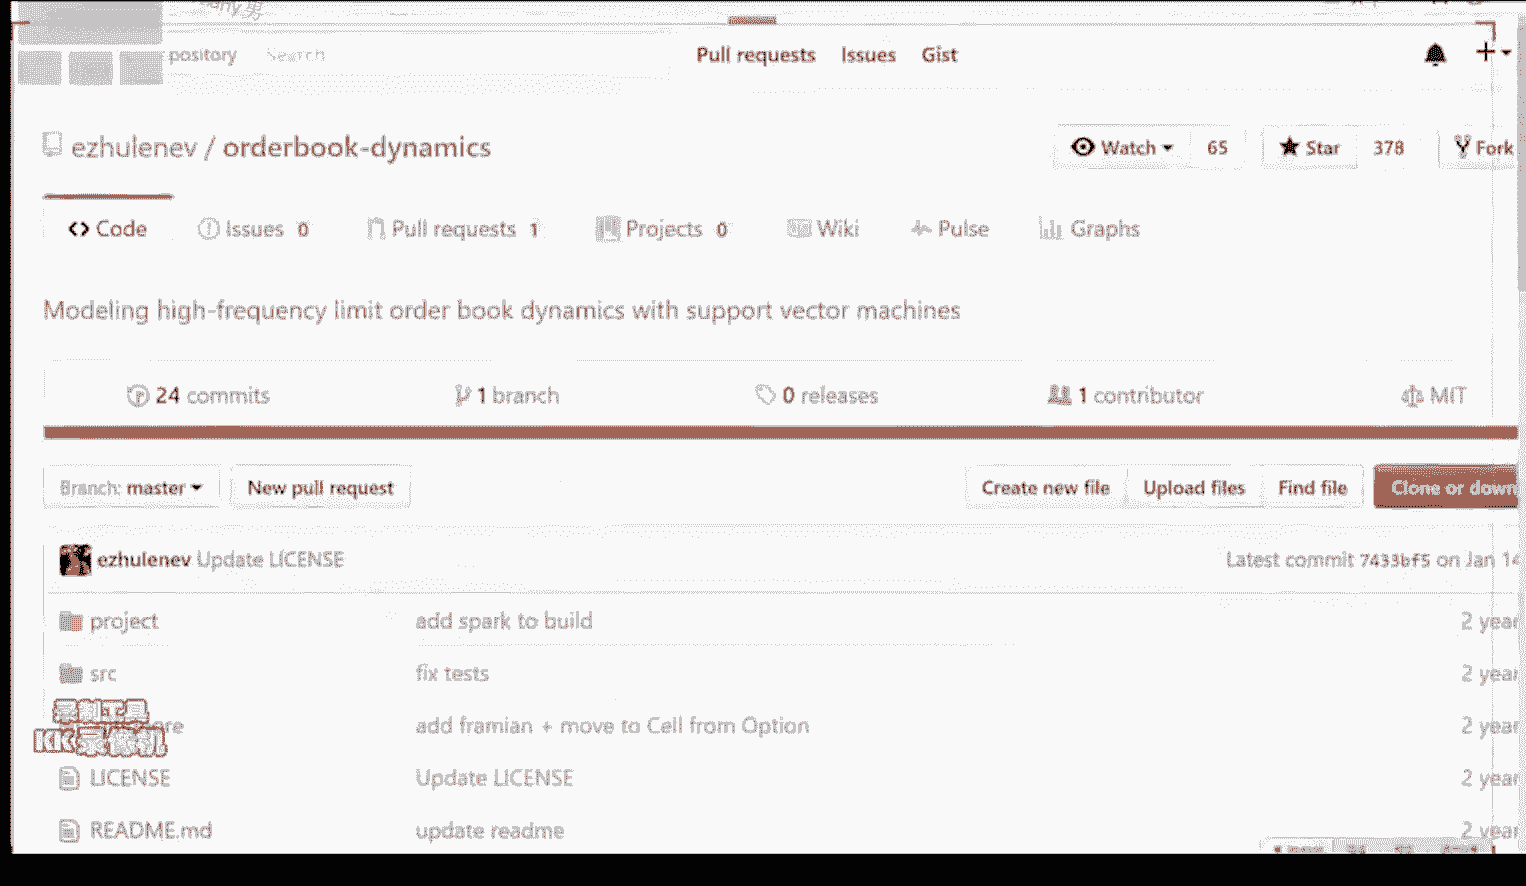 pository Search Pull requests Issues Gist
ezhulenev / orderbook-dynamics Watch 65 Star 378 Fork
Code Issues 0 Pull requests 1 Projects 0 Wiki Pulse Graphs
Modeling high-frequency limit order book dynamics with support vector machines
24 commits 1 branch 0 releases 1 contributor MIT
Branch: master New pull request Create new file Upload files Find file Clone or down
ezhulenev Update LICENSE Latest commit 7433bf5 on Jan 14
project add spark to build 2 year
src fix tests 2 year
录制工具
re add framian + move to Cell from Option 2 year
KK录像机
LICENSE Update LICENSE 2 year
README.md update readme 2 year